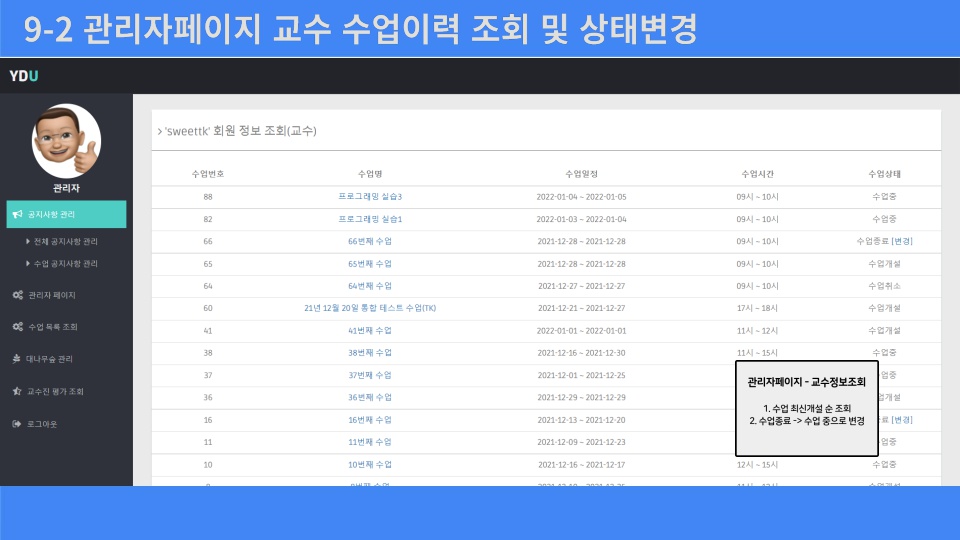 9-2 관리자페이지 교수 수업이력 조회 및 상태변경
YDU
관리자
공지사항 관리
전체 공지사항 관리
수업 공지사항 관리
관리자 페이지
수업 목록 조회
대나무숲 관리
교수진 평가 조회
로그아웃
'sweettk' 회원 정보 조회(교수)
수업번호 수업명 수업일정 수업시간 수업상태
88 프로그래밍 실습3 2022-01-04 ~ 2022-01-05 09시 ~ 10시 수업중
82 프로그래밍 실습1 2022-01-03 ~ 2022-01-04 09시 ~ 10시 수업중
66 66번째 수업 2021-12-28 ~ 2021-12-28 09시 ~ 10시 수업종료 [변경]
65 65번째 수업 2021-12-28 ~ 2021-12-28 09시 ~ 10시 수업개설
64 64번째 수업 2021-12-27 ~ 2021-12-28 09시 ~ 10시 수업취소
60 21년 12월 20일 통합 테스트 수업(TK) 2021-12-21 ~ 2021-12-27 17시 ~ 18시 수업개설
41 41번째 수업 2022-01-01 ~ 2022-01-01 11시 ~ 12시 수업개설
38 38번째 수업 2021-12-16 ~ 2021-12-30 11시 ~ 15시 수업중
37 37번째 수업 2021-12-01 ~ 2021-12-25 업중
36 36번째 수업 2021-12-29 ~ 2021-12-29 개설
16 16번째 수업 2021-12-13 ~ 2021-12-20 료 [변경]
11 11번째 수업 2021-12-09 ~ 2021-12-23 업중
10 10번째 수업 2021-12-16 ~ 2021-12-17 12시 ~ 15시 수업중
관리자페이지 - 교수정보조회
1. 수업 최신개설 순 조회
2. 수업종료 -> 수업 중으로 변경